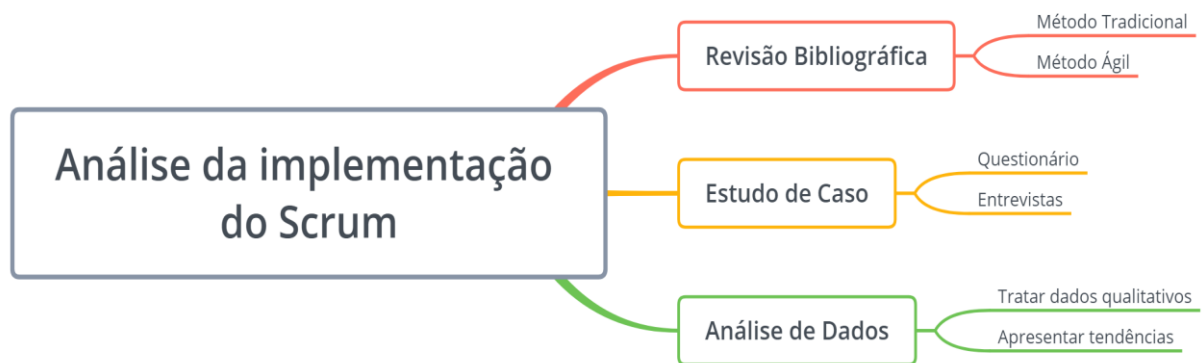 Análise da implementação
do Scrum
Revisão Bibliográfica
Método Tradicional
Método Ágil
Estudo de Caso
Questionário
Entrevistas
Análise de Dados
Tratar dados qualitativos
Apresentar tendências